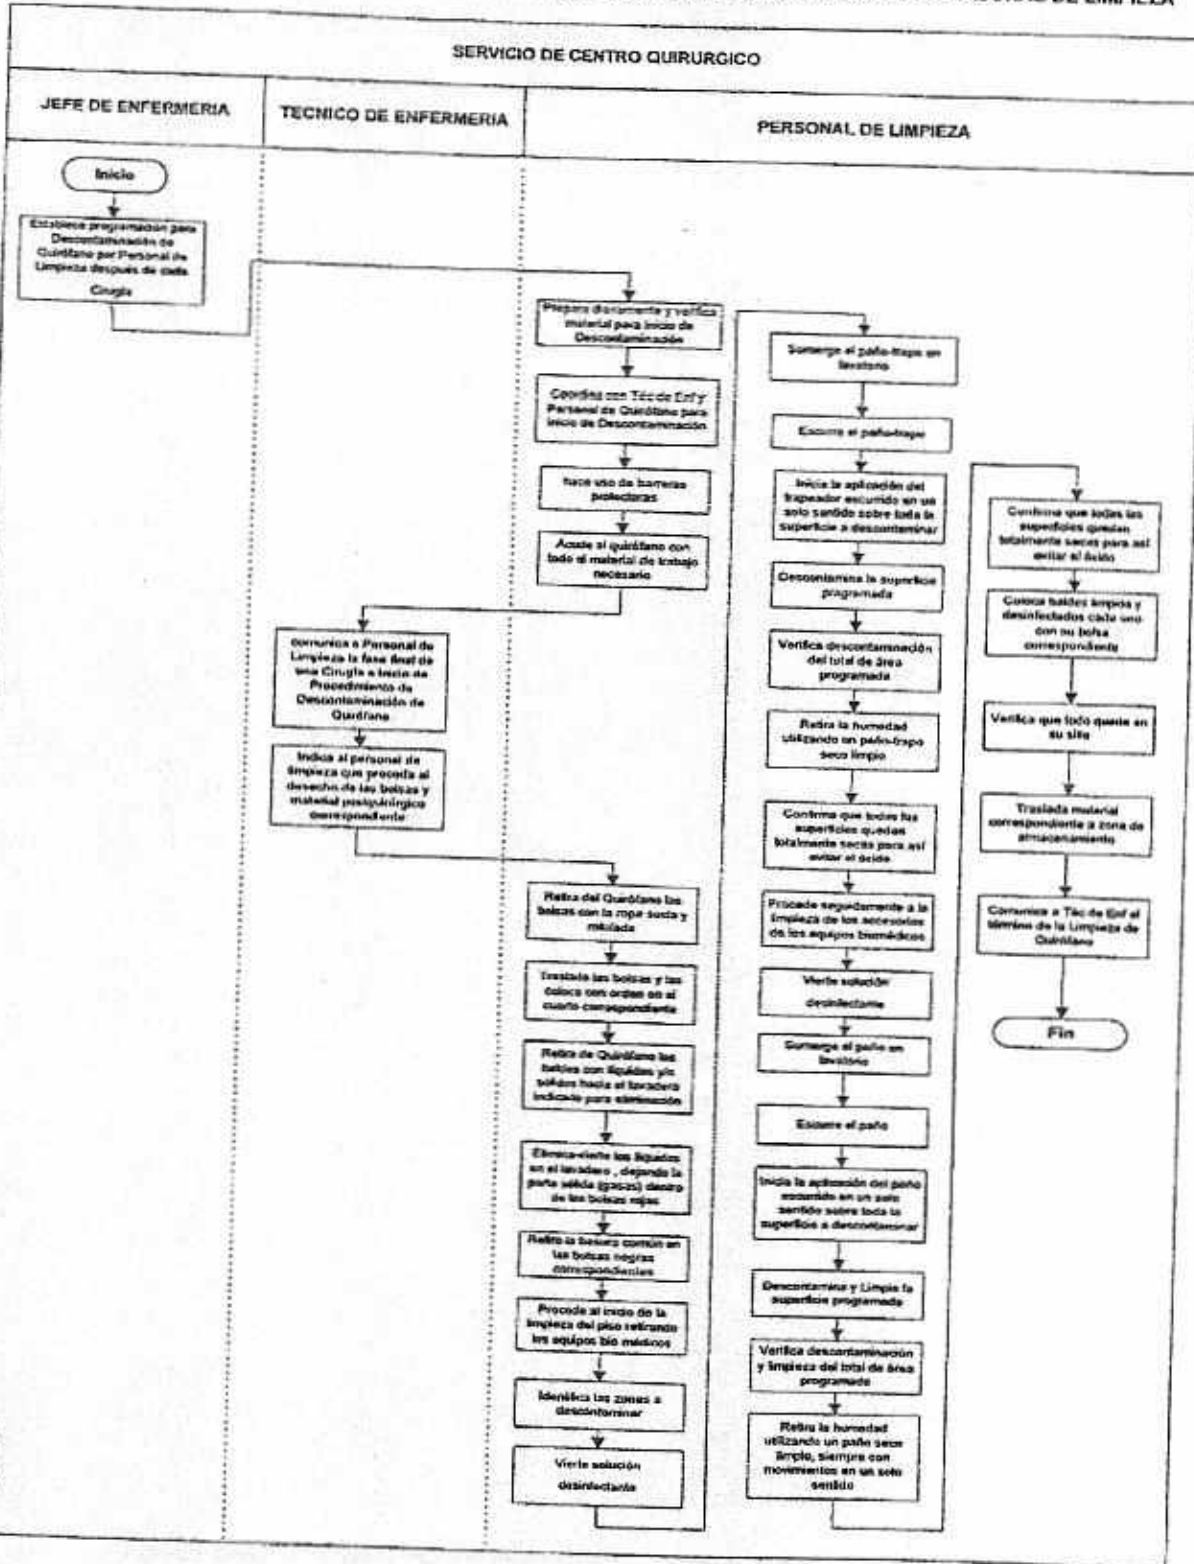 DE LIMPIEZA
SERVICIO DE CENTRO QUIRURGICO
JEFE DE ENFERMERIA
TECNICO DE ENFERMERIA
PERSONAL DE LIMPIEZA
Inicio
Establece programación para
Descontaminación de
Quirófano por Personal de
Limpieza después de cada
Cirugía
Prepara diariamente y verifica
material para inicio de
Descontaminación
Coordina con Téc de Enf y
Personal de Quirófano para
inicio de Descontaminación
hace uso de barreras
protectoras
Acude al quirófano con
todo el material de trabajo
necesario
comunica a Personal de
Limpieza la fase final de
una Cirugía e inicio de
Procedimiento de
Descontaminación de
Quirófano
Indica al personal de
limpieza que proceda al
desecho de las bolsas y
material postquirúrgico
correspondiente
Retira del Quirófano las
bolsas con la ropa sucia y
rotulada
Traslada las bolsas y las
coloca con orden en el
cuarto correspondiente
Retira de Quirófano los
baldes con líquidos y/o
sólidos hacia el lavadero
indicado para eliminación
Elimina-vierte los líquidos
en el lavadero , dejando la
parte sólida (gasas) dentro
de las bolsas rojas
Retira la basura común en
las bolsas negras
correspondientes
Procede al inicio de la
limpieza del piso retirando
los equipos bio médicos
Identifica las zonas a
descontaminar
Vierte solución
desinfectante
Sumerge el paño-trapo en
lavatorio
Escurre el paño-trapo
Inicia la aplicación del
trapeador escurrido en un
solo sentido sobre toda la
superficie a descontaminar
Descontamina la superficie
programada
Verifica descontaminación
del total de área
programada
Retira la humedad
utilizando un paño-trapo
seco limpio
Confirma que todas las
superficies quedan
totalmente secas para así
evitar el óxido
Procede seguidamente a la
limpieza de los accesorios
de los equipos biomédicos
Vierte solución
desinfectante
Sumerge el paño en
lavatorio
Escurre el paño
Inicia la aplicación del paño
escurrido en un solo
sentido sobre toda la
superficie a descontaminar
Descontamina y Limpia la
superficie programada
Verifica descontaminación
y limpieza del total de área
programada
Retira la humedad
utilizando un paño seco
limpio, siempre con
movimientos en un solo
sentido
Confirma que todas las
superficies quedan
totalmente secas para así
evitar el óxido
Coloca baldes limpios y
desinfectados cada uno
con su bolsa
correspondiente
Verifica que todo quede en
su sitio
Traslada material
correspondiente a zona de
almacenamiento
Comunica a Téc de Enf el
término de la Limpieza de
Quirófano
Fin